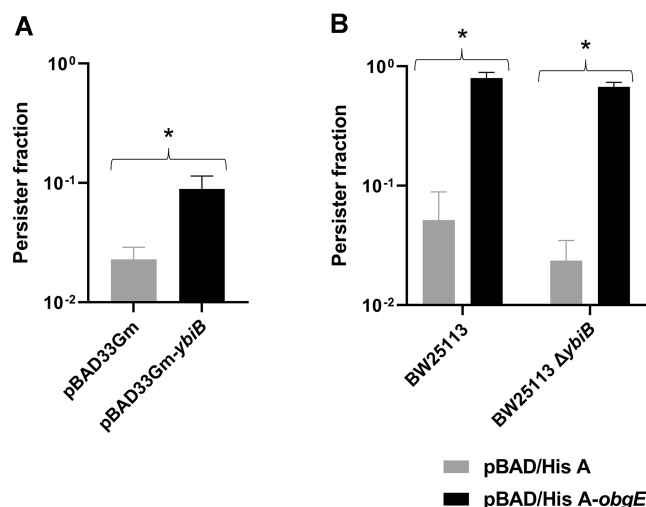 A
Persister fraction
10⁰
10⁻¹
10⁻²
*
pBAD33Gm
pBAD33Gm-ybiB
B
Persister fraction
10⁰
10⁻¹
10⁻²
*
*
BW25113
BW25113 ΔybiB
pBAD/His A
pBAD/His A-obgE